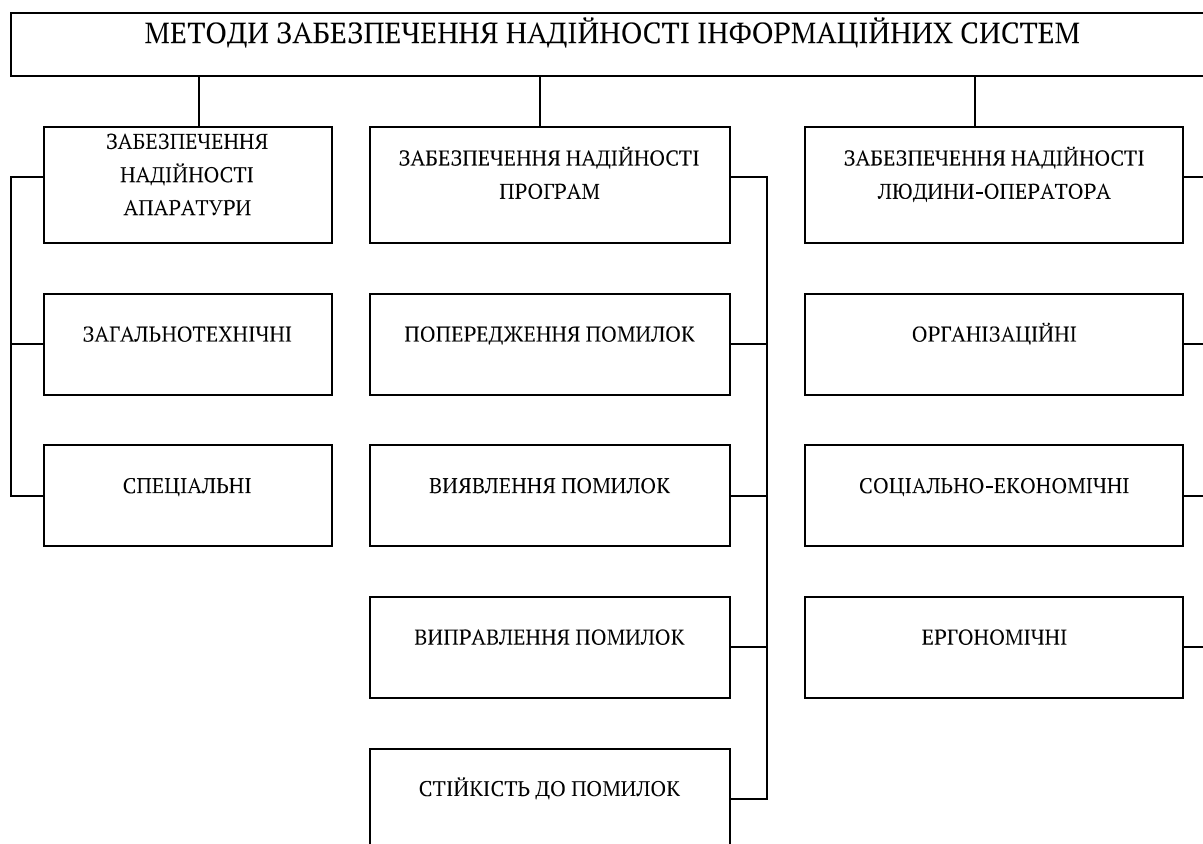 МЕТОДИ ЗАБЕЗПЕЧЕННЯ НАДІЙНОСТІ ІНФОРМАЦІЙНИХ СИСТЕМ
ЗАБЕЗПЕЧЕННЯ
НАДІЙНОСТІ
АПАРАТУРИ
ЗАГАЛЬНОТЕХНІЧНІ
СПЕЦІАЛЬНІ
ЗАБЕЗПЕЧЕННЯ НАДІЙНОСТІ
ПРОГРАМ
ПОПЕРЕДЖЕННЯ ПОМИЛОК
ВИЯВЛЕННЯ ПОМИЛОК
ВИПРАВЛЕННЯ ПОМИЛОК
СТІЙКІСТЬ ДО ПОМИЛОК
ЗАБЕЗПЕЧЕННЯ НАДІЙНОСТІ
ЛЮДИНИ-ОПЕРАТОРА
ОРГАНІЗАЦІЙНІ
СОЦІАЛЬНО-ЕКОНОМІЧНІ
ЕРГОНОМІЧНІ